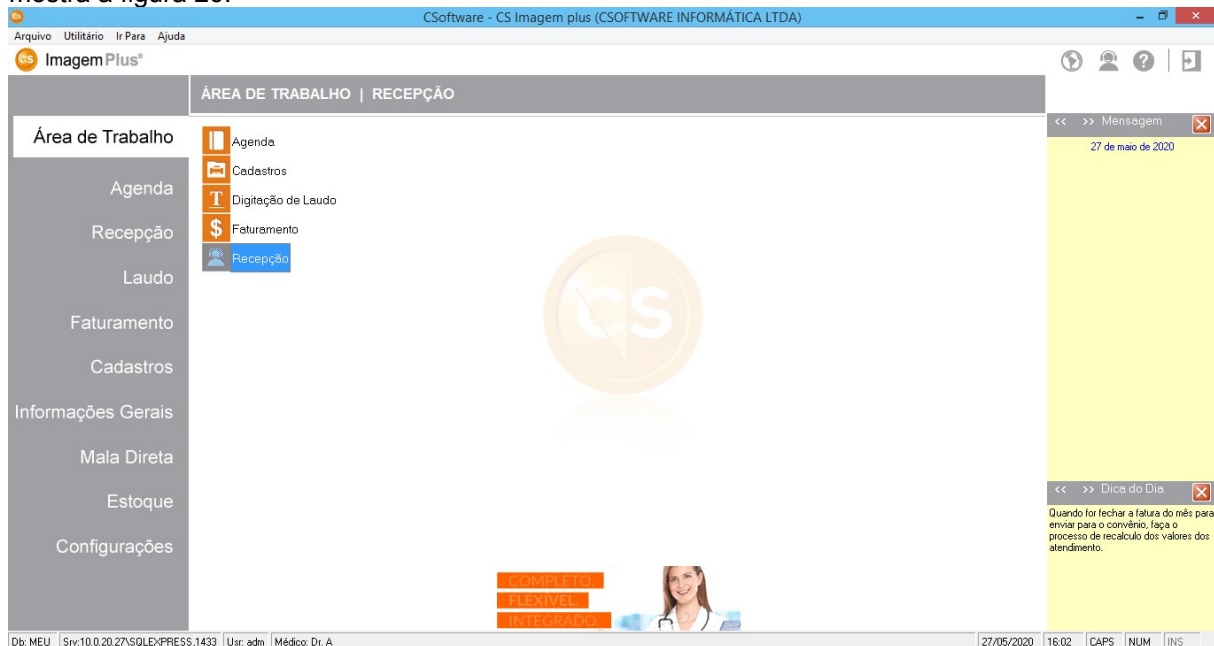 mostra a figura 20.
CSoftware - CS Imagem plus (CSOFTWARE INFORMÁTICA LTDA)
Arquivo Utilitário Ir Para Ajuda
CS Imagem Plus®
ÁREA DE TRABALHO | RECEPÇÃO
Área de Trabalho
Agenda
Recepção
Laudo
Faturamento
Cadastros
Informações Gerais
Mala Direta
Estoque
Configurações
Agenda
Cadastros
Digitação de Laudo
Faturamento
Recepção
CS
COMPLETO.
FLEXÍVEL.
INTEGRADO.
<< >> Mensagem
27 de maio de 2020
<< >> Dica do Dia
Quando for fechar a fatura do mês para
enviar para o convênio, faça o
processo de recalculo dos valores dos
atendimento.
Db: MEU Srv:10.0.20.27\SQLEXPRESS,1433 Usr: adm Médico: Dr. A 27/05/2020 16:02 CAPS NUM INS